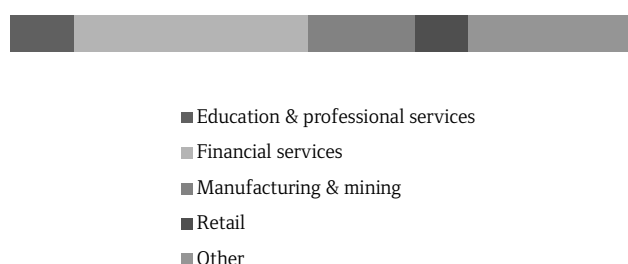 Education & professional services
Financial services
Manufacturing & mining
Retail
Other